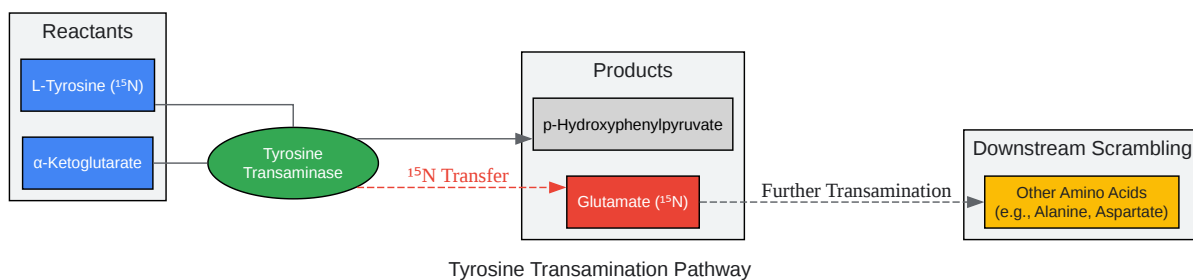 Reactants
L-Tyrosine (¹⁵N)
α-Ketoglutarate
Tyrosine
Transaminase
¹⁵N Transfer
Products
p-Hydroxyphenylpyruvate
Glutamate (¹⁵N)
Further Transamination
Downstream Scrambling
Other Amino Acids
(e.g., Alanine, Aspartate)
Tyrosine Transamination Pathway